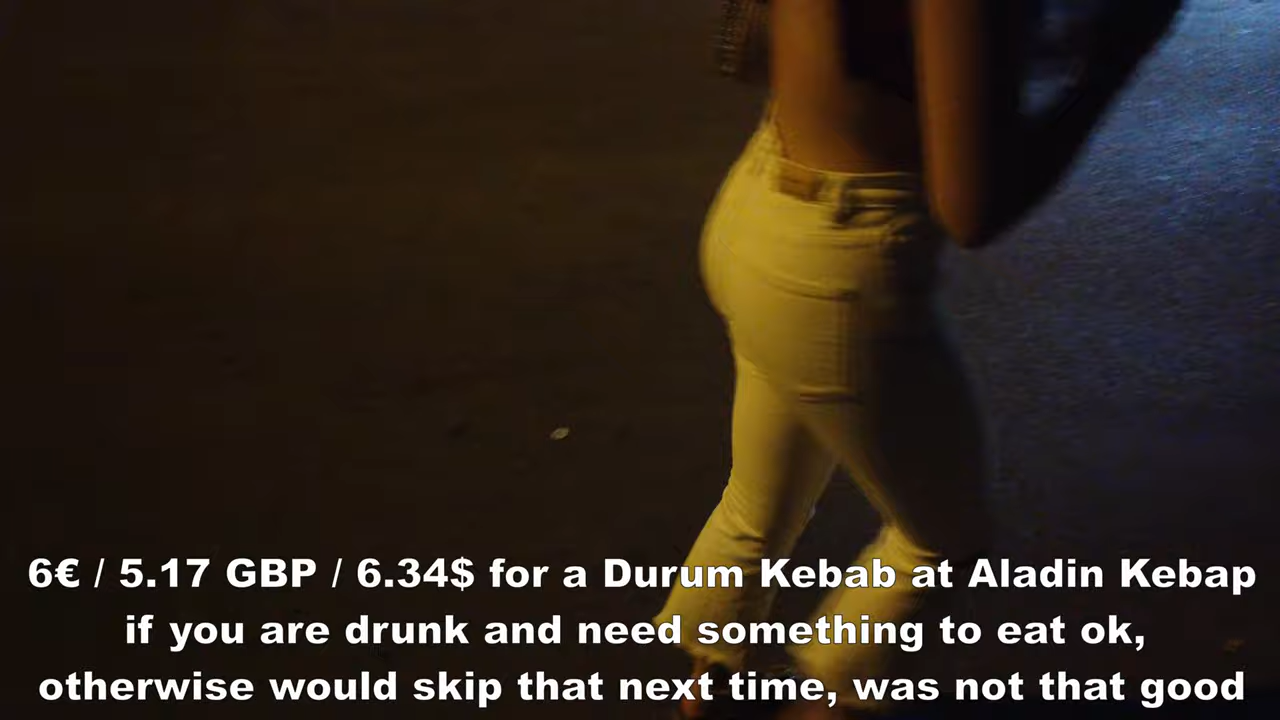 6€ / 5.17 GBP / 6.34$ for a Durum Kebab at Aladin Kebap
if you are drunk and need something to eat ok,
otherwise would skip that next time, was not that good